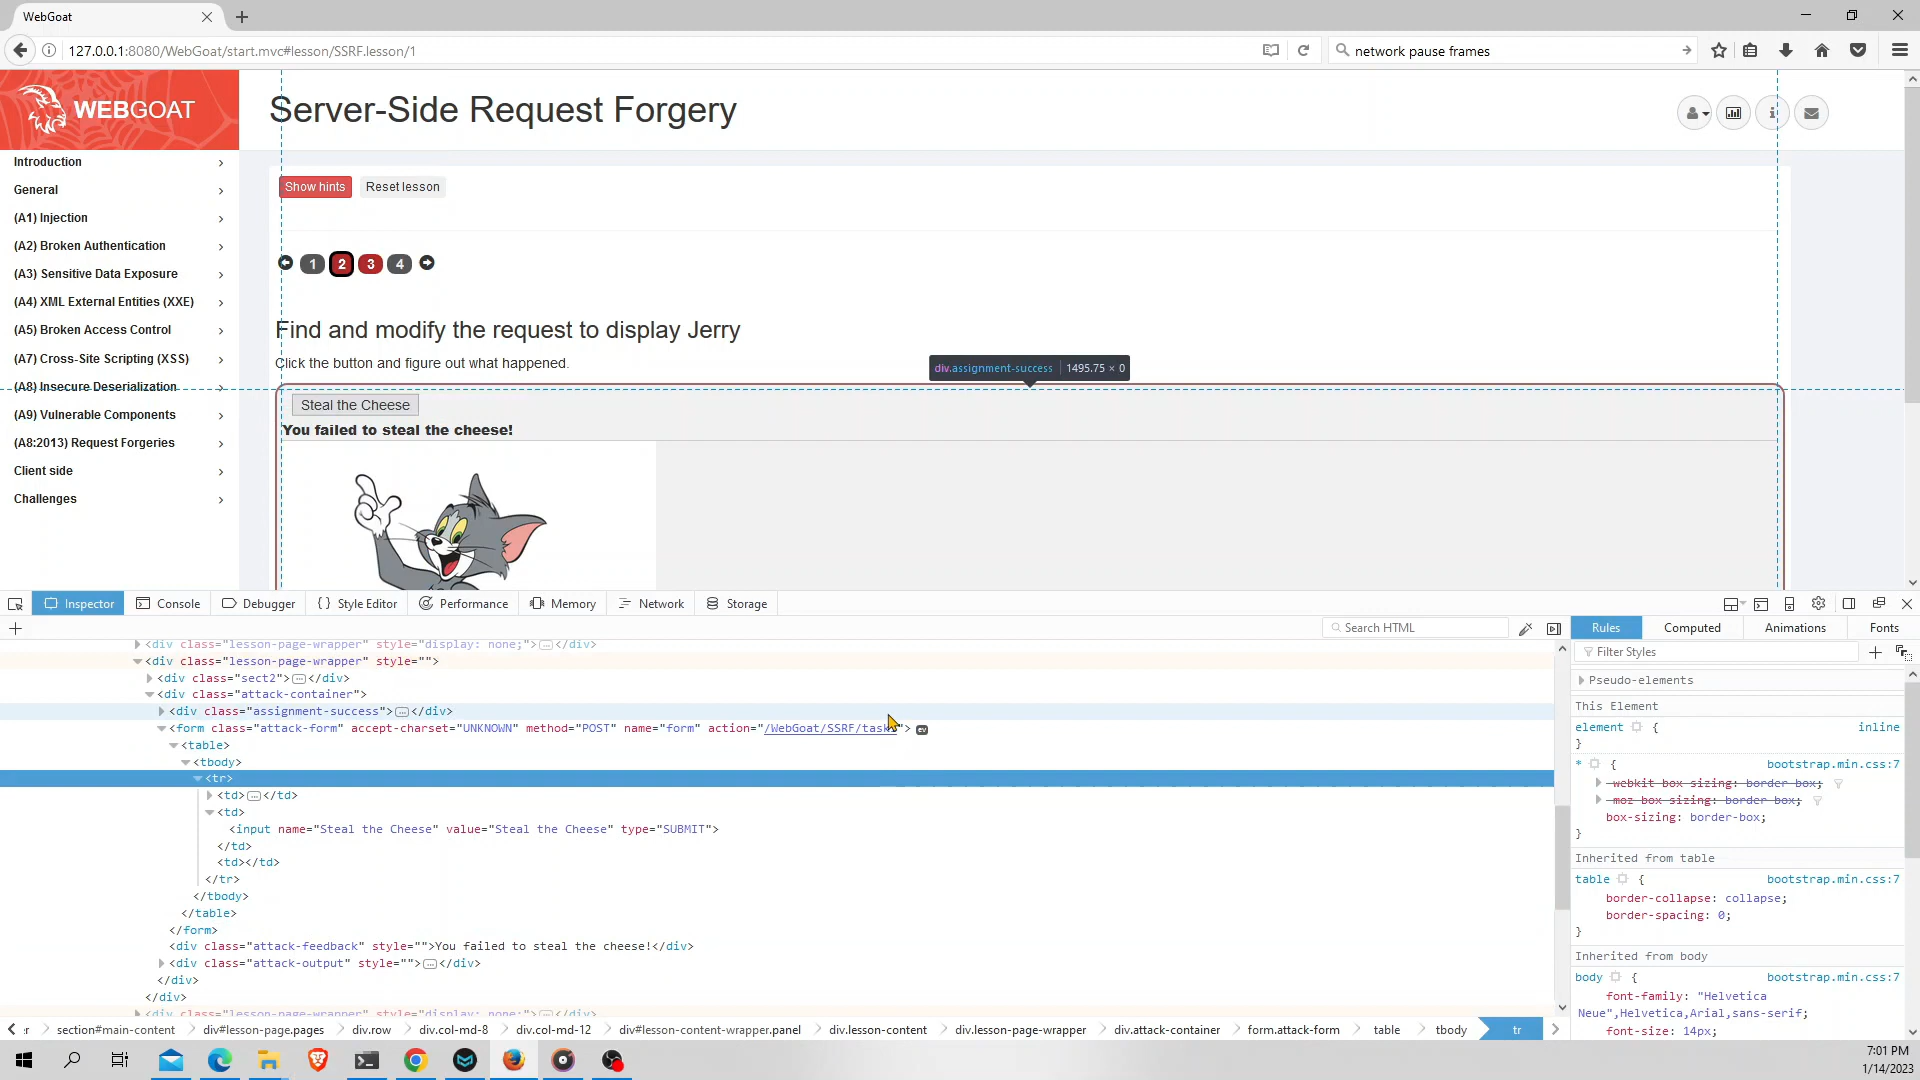 WebGoat
127.0.0.1:8080/WebGoat/start.mvc#lesson/SSRF.lesson/1
network pause frames
WEBGOAT
Server-Side Request Forgery
Introduction
General
(A1) Injection
(A2) Broken Authentication
(A3) Sensitive Data Exposure
(A4) XML External Entities (XXE)
(A5) Broken Access Control
(A7) Cross-Site Scripting (XSS)
(A8) Insecure Deserialization
(A9) Vulnerable Components
(A8:2013) Request Forgeries
Client side
Challenges
Show hints Reset lesson
1 2 3 4
Find and modify the request to display Jerry
Click the button and figure out what happened.
div.assignment-success 1495.75 × 0
Steal the Cheese
You failed to steal the cheese!
Inspector Console Debugger Style Editor Performance Memory Network Storage
Search HTML
<div class="lesson-page-wrapper" style="display: none;"></div>
<div class="lesson-page-wrapper" style="">
<div class="sect2"></div>
<div class="attack-container">
<div class="assignment-success"></div>
<form class="attack-form" accept-charset="UNKNOWN" method="POST" name="form" action="/WebGoat/SSRF/task"> ev
<table>
<tbody>
<tr>
<td></td>
<td>
<input name="Steal the Cheese" value="Steal the Cheese" type="SUBMIT">
</td>
<td></td>
</tr>
</tbody>
</table>
</form>
<div class="attack-feedback" style="">You failed to steal the cheese!</div>
<div class="attack-output" style=""></div>
</div>
</div>
<div class="lesson-page-wrapper" style="display: none;"></div>
section#main-content div#lesson-page.pages div.row div.col-md-8 div.col-md-12 div#lesson-content-wrapper.panel div.lesson-content div.lesson-page-wrapper div.attack-container form.attack-form table tbody tr
Rules Computed Animations Fonts
Filter Styles
Pseudo-elements
This Element
element { inline
}
* { bootstrap.min.css:7
-webkit-box-sizing: border-box;
-moz-box-sizing: border-box;
box-sizing: border-box;
}
Inherited from table
table { bootstrap.min.css:7
border-collapse: collapse;
border-spacing: 0;
}
Inherited from body
body { bootstrap.min.css:7
font-family: "Helvetica
Neue",Helvetica,Arial,sans-serif;
font-size: 14px;
7:01 PM
1/14/2023